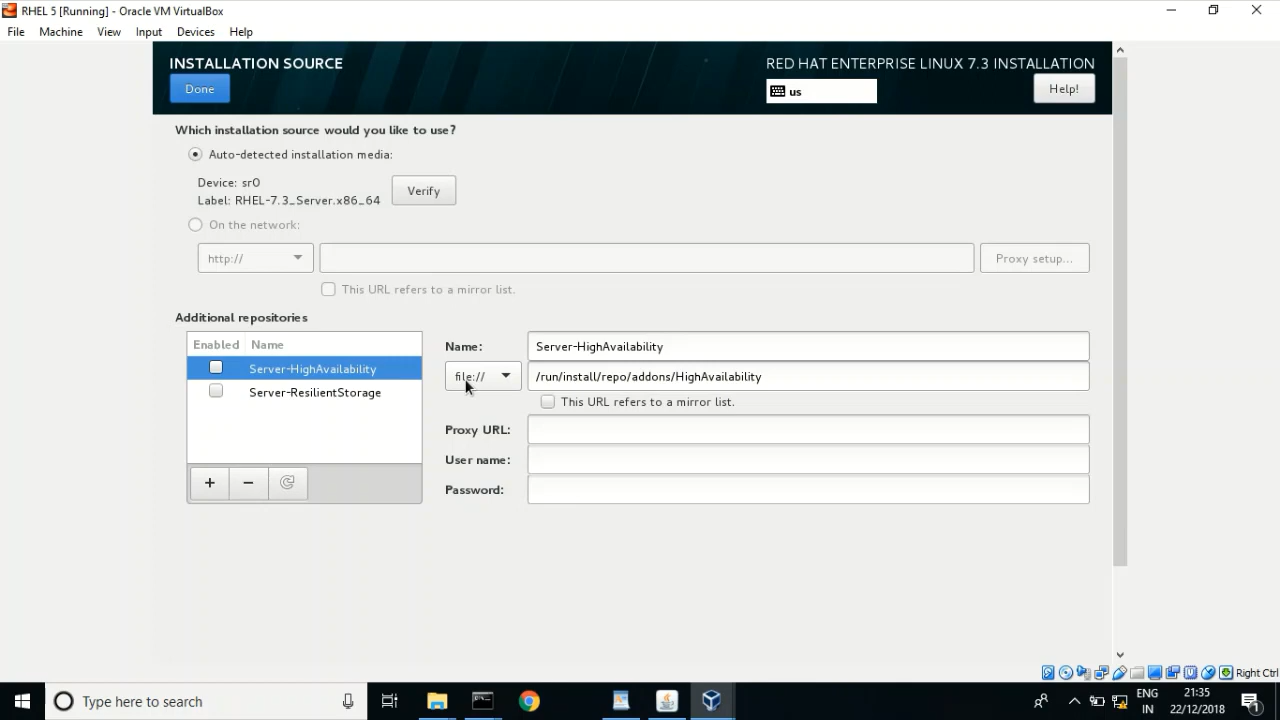 RHEL 5 [Running] - Oracle VM VirtualBox
File Machine View Input Devices Help
INSTALLATION SOURCE
RED HAT ENTERPRISE LINUX 7.3 INSTALLATION
Done
us
Help!
Which installation source would you like to use?
Auto-detected installation media:
Device: sr0
Label: RHEL-7.3_Server.x86_64
Verify
On the network:
http://
Proxy setup...
This URL refers to a mirror list.
Additional repositories
Enabled Name
Server-HighAvailability
Server-ResilientStorage
+ −
Name: Server-HighAvailability
file:// /run/install/repo/addons/HighAvailability
This URL refers to a mirror list.
Proxy URL:
User name:
Password:
Right Ctrl
Type here to search
ENG
IN
21:35
22/12/2018
1